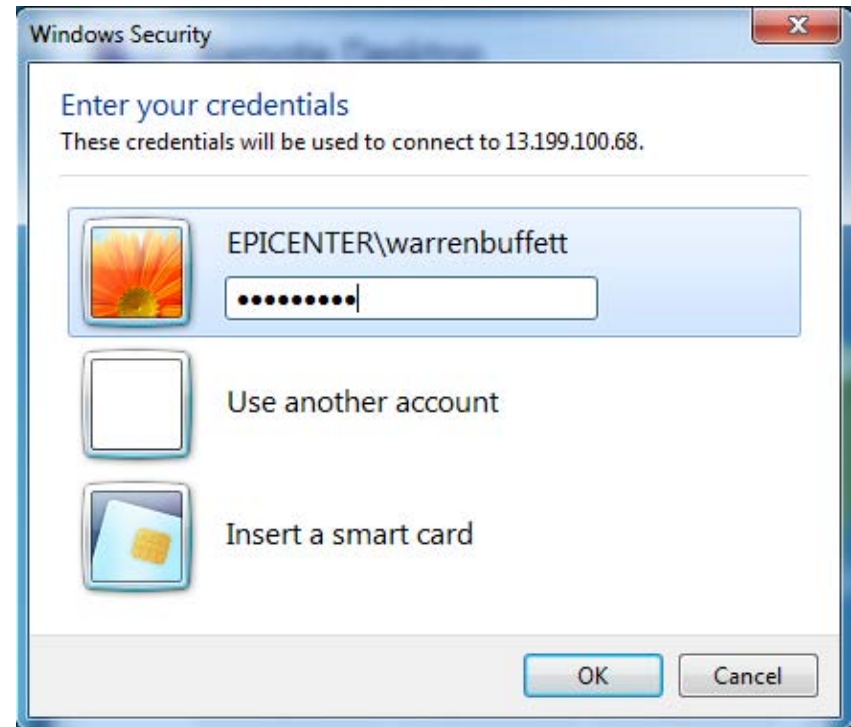 Windows Security
Enter your credentials
These credentials will be used to connect to 13.199.100.68.
EPICENTER\warrenbuffett
●●●●●●●●●
Use another account
Insert a smart card
OK
Cancel